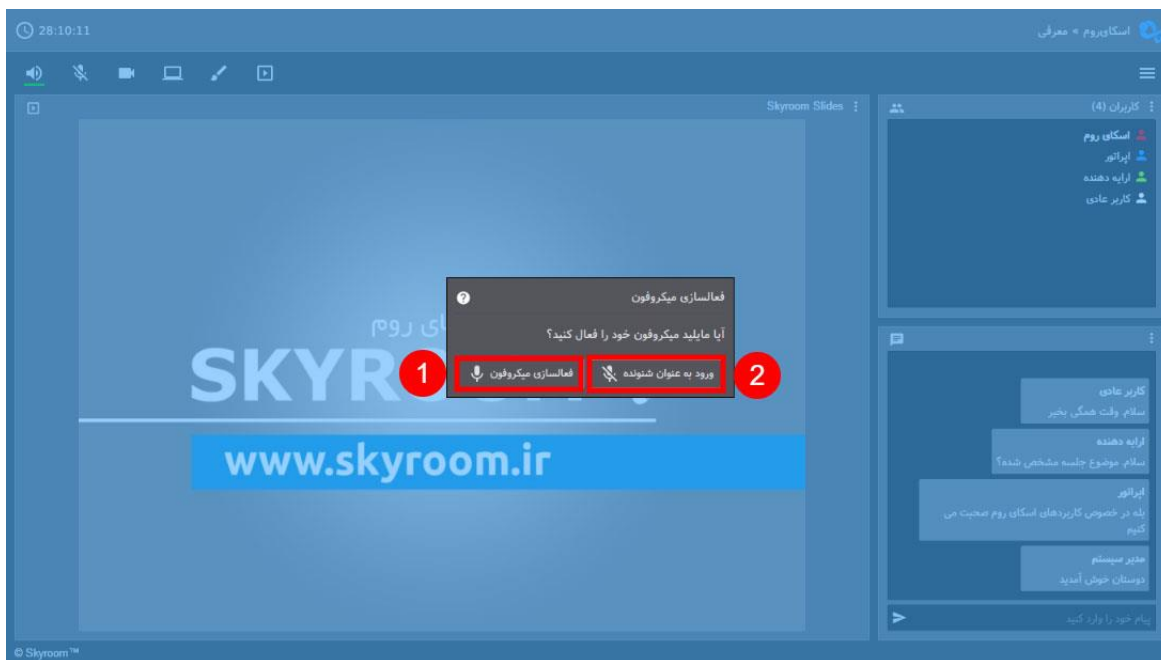 28:10:11
اسکای‌روم » معرفی
Skyroom Slides
کاربران (4)
اسکای روم
اپراتور
ارایه دهنده
کاربر عادی
فعالسازی میکروفون
آیا مایلید میکروفون خود را فعال کنید؟
1
فعالسازی میکروفون
ورود به عنوان شنونده
2
ای روم
SKYR
www.skyroom.ir
کاربر عادی
سلام، وقت همگی بخیر
ارایه دهنده
سلام، موضوع جلسه مشخص شده؟
اپراتور
بله در خصوص کاربردهای اسکای روم صحبت می
کنیم
مدیر سیستم
دوستان خوش آمدید
پیام خود را وارد کنید
© Skyroom™